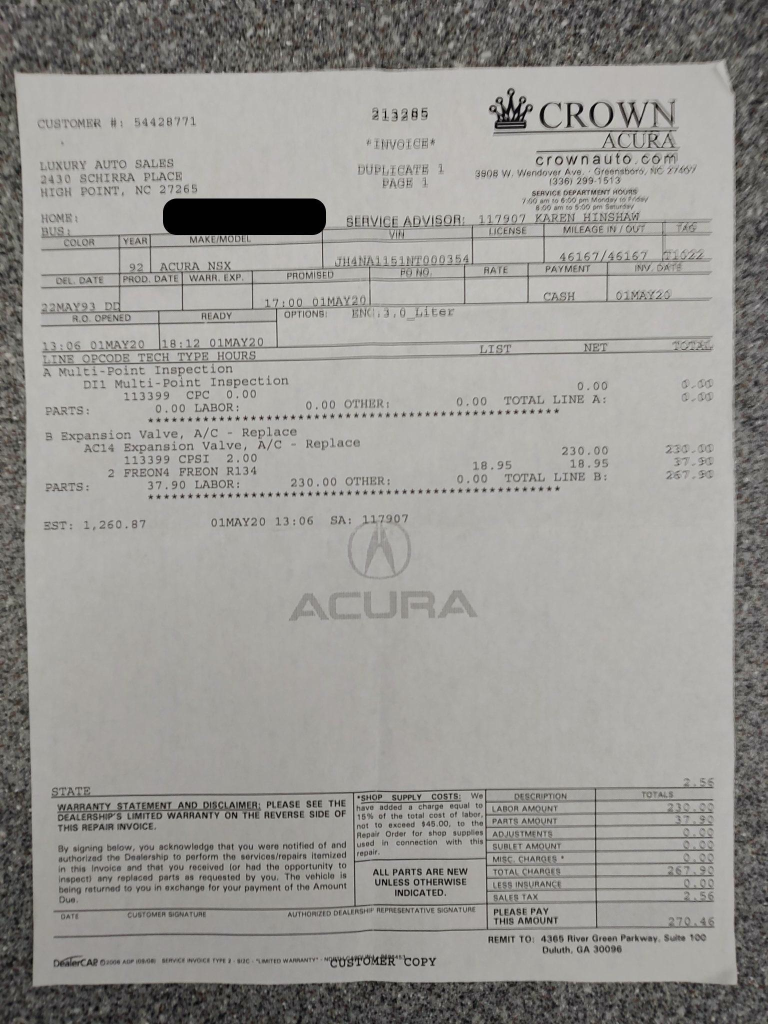 CUSTOMER #: 54428771
213285
*INVOICE*
DUPLICATE 1
PAGE 1
CROWN
ACURA
crownauto.com
3908 W. Wendover Ave. · Greensboro, NC 27407
(336) 299-1513
SERVICE DEPARTMENT HOURS
7:00 am to 6:00 pm Monday to Friday
8:00 am to 5:00 pm Saturday
LUXURY AUTO SALES
2430 SCHIRRA PLACE
HIGH POINT, NC 27265
HOME:
BUS:
SERVICE ADVISOR: 117907 KAREN HINSHAW
COLOR YEAR MAKE/MODEL VIN LICENSE MILEAGE IN / OUT TAG
92 ACURA NSX JH4NA1151NT000354 46167/46167 T1022
DEL. DATE PROD. DATE WARR. EXP. PROMISED PO NO. RATE PAYMENT INV. DATE
22MAY93 DD 17:00 01MAY20 CASH 01MAY20
R.O. OPENED READY OPTIONS: ENG:3.0_Liter
13:06 01MAY20 18:12 01MAY20
LINE OPCODE TECH TYPE HOURS LIST NET TOTAL
A Multi-Point Inspection
DI1 Multi-Point Inspection
113399 CPC 0.00 0.00 0.00
PARTS: 0.00 LABOR: 0.00 OTHER: 0.00 TOTAL LINE A: 0.00
****************************************************
B Expansion Valve, A/C - Replace
AC14 Expansion Valve, A/C - Replace
113399 CPSI 2.00 230.00 230.00
2 FREON4 FREON R134 18.95 18.95 37.90
PARTS: 37.90 LABOR: 230.00 OTHER: 0.00 TOTAL LINE B: 267.90
****************************************************
EST: 1,260.87 01MAY20 13:06 SA: 117907
ACURA
STATE 2.56
WARRANTY STATEMENT AND DISCLAIMER: PLEASE SEE THE
DEALERSHIP'S LIMITED WARRANTY ON THE REVERSE SIDE OF
THIS REPAIR INVOICE.
By signing below, you acknowledge that you were notified of and
authorized the Dealership to perform the services/repairs itemized
in this Invoice and that you received (or had the opportunity to
inspect) any replaced parts as requested by you. The vehicle is
being returned to you in exchange for your payment of the Amount
Due.
DATE CUSTOMER SIGNATURE AUTHORIZED DEALERSHIP REPRESENTATIVE SIGNATURE
*SHOP SUPPLY COSTS: We
have added a charge equal to
15% of the total cost of labor,
not to exceed $45.00, to the
Repair Order for shop supplies
used in connection with this
repair.
ALL PARTS ARE NEW
UNLESS OTHERWISE
INDICATED.
DESCRIPTION TOTALS
LABOR AMOUNT 230.00
PARTS AMOUNT 37.90
ADJUSTMENTS 0.00
SUBLET AMOUNT 0.00
MISC. CHARGES * 0.00
TOTAL CHARGES 267.90
LESS INSURANCE 0.00
SALES TAX 2.56
PLEASE PAY
THIS AMOUNT 270.46
REMIT TO: 4365 River Green Parkway, Suite 100
Duluth, GA 30096
DealerCAP ©2008 ADP (09/08) SERVICE INVOICE TYPE 2 - SI2C - "LIMITED WARRANTY" - NORTH CAROLINA
CUSTOMER COPY